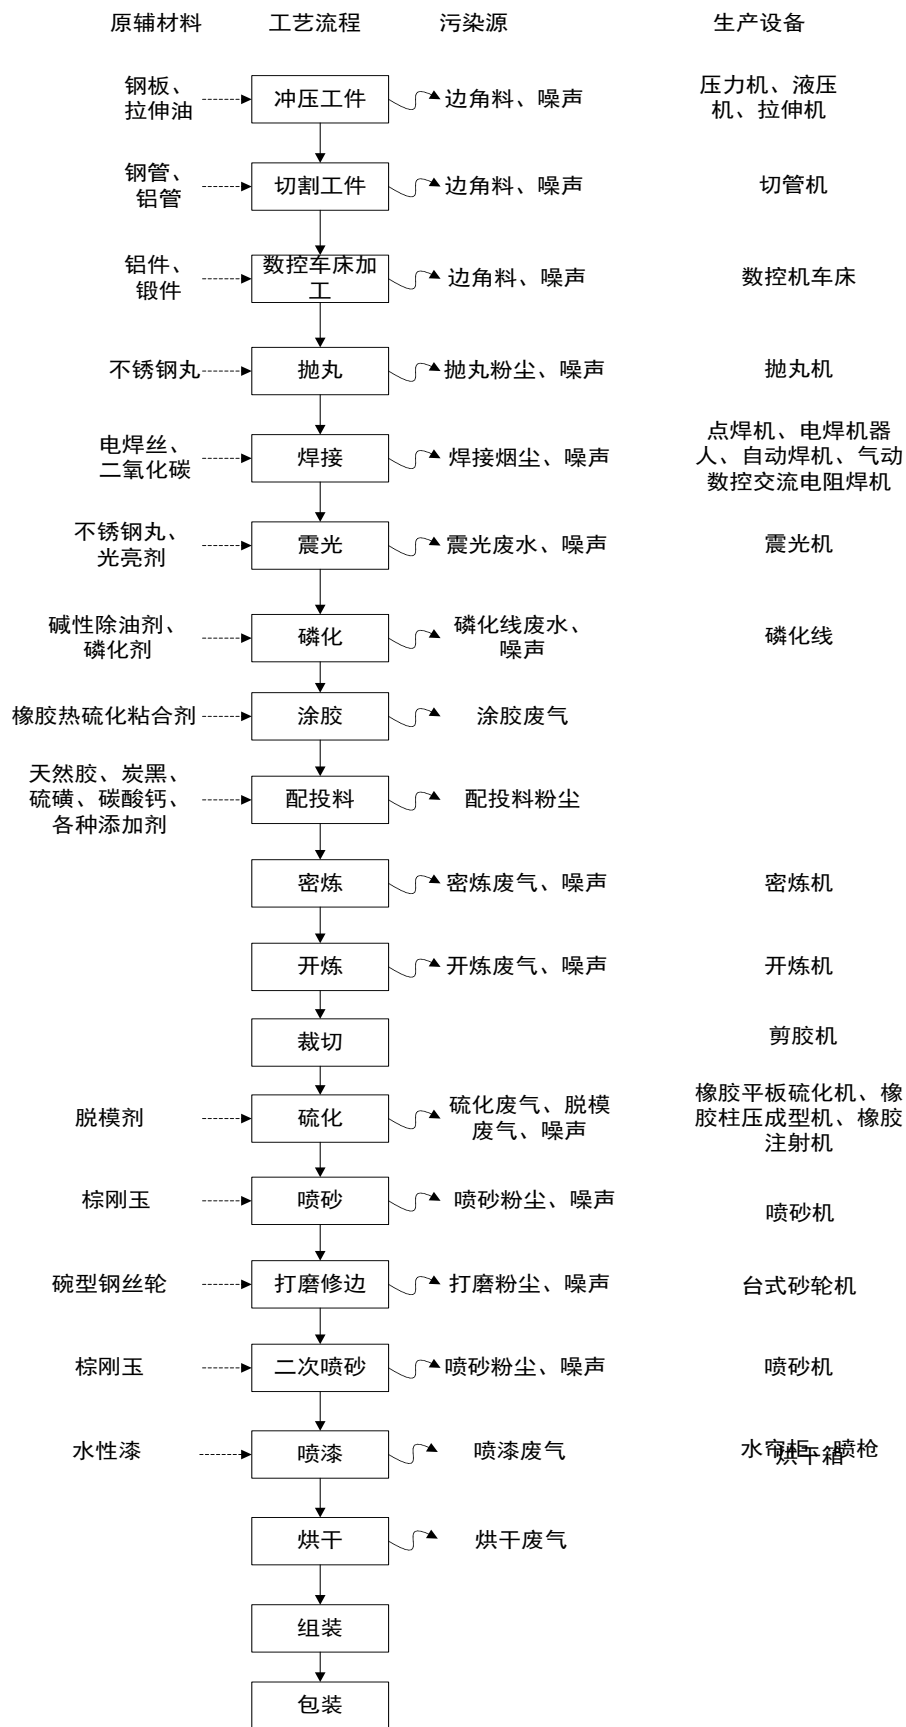 原辅材料 工艺流程 污染源 生产设备
钢板、
拉伸油
冲压工件
边角料、噪声
压力机、液压
机、拉伸机
钢管、
铝管
切割工件
边角料、噪声
切管机
铝件、
锻件
数控车床加
工
边角料、噪声
数控机车床
不锈钢丸
抛丸
抛丸粉尘、噪声
抛丸机
电焊丝、
二氧化碳
焊接
焊接烟尘、噪声
点焊机、电焊机器
人、自动焊机、气动
数控交流电阻焊机
不锈钢丸、
光亮剂
震光
震光废水、噪声
震光机
碱性除油剂、
磷化剂
磷化
磷化线废水、
噪声
磷化线
橡胶热硫化粘合剂
涂胶
涂胶废气
天然胶、炭黑、
硫磺、碳酸钙、
各种添加剂
配投料
配投料粉尘
密炼
密炼废气、噪声
密炼机
开炼
开炼废气、噪声
开炼机
裁切
剪胶机
脱模剂
硫化
硫化废气、脱模
废气、噪声
橡胶平板硫化机、橡
胶柱压成型机、橡胶
注射机
棕刚玉
喷砂
喷砂粉尘、噪声
喷砂机
碗型钢丝轮
打磨修边
打磨粉尘、噪声
台式砂轮机
棕刚玉
二次喷砂
喷砂粉尘、噪声
喷砂机
水性漆
喷漆
喷漆废气
水帘柜、喷枪
烘干箱
烘干
烘干废气
组装
包装